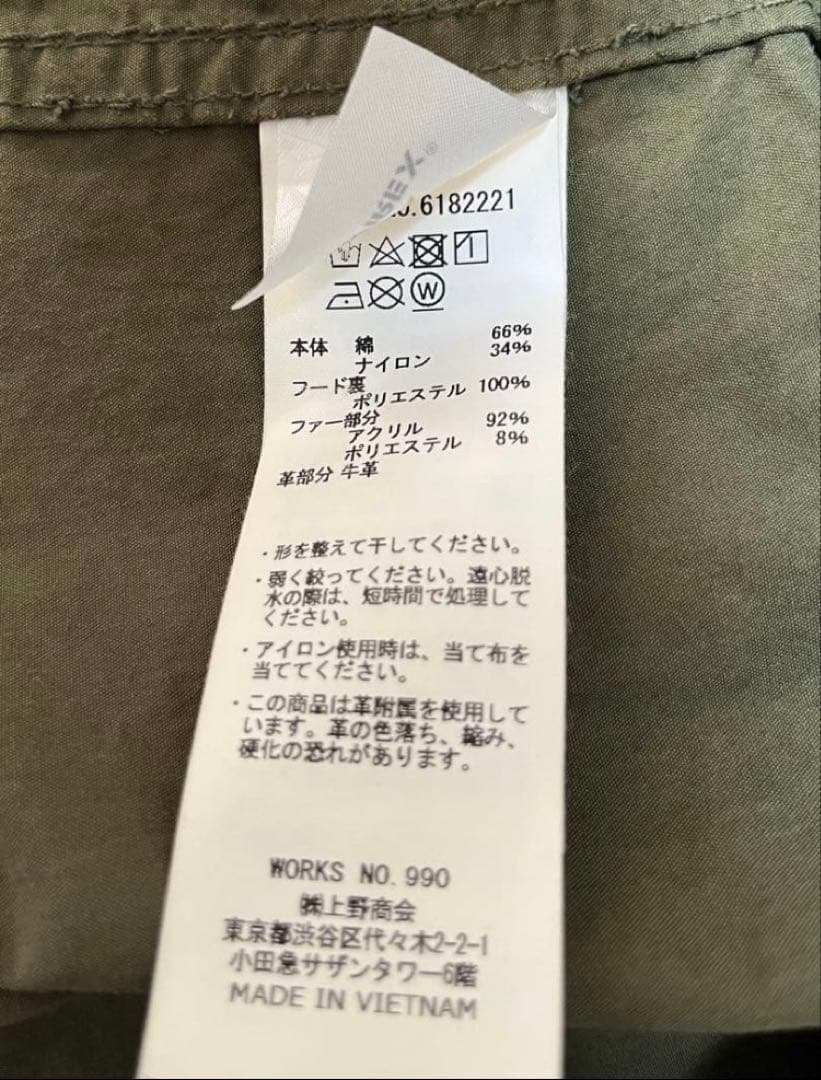 .6182221
W
本体 綿 66%
ナイロン 34%
フード裏
ポリエステル 100%
ファー部分
アクリル 92%
ポリエステル 8%
革部分 牛革
・形を整えて干してください。
・弱く絞ってください。遠心脱
水の際は、短時間で処理して
ください。
・アイロン使用時は、当て布を
当ててください。
・この商品は革附属を使用して
います。革の色落ち、縮み、
硬化の恐れがあります。
WORKS NO.990
㈱上野商会
東京都渋谷区代々木2-2-1
小田急サザンタワー6階
MADE IN VIETNAM